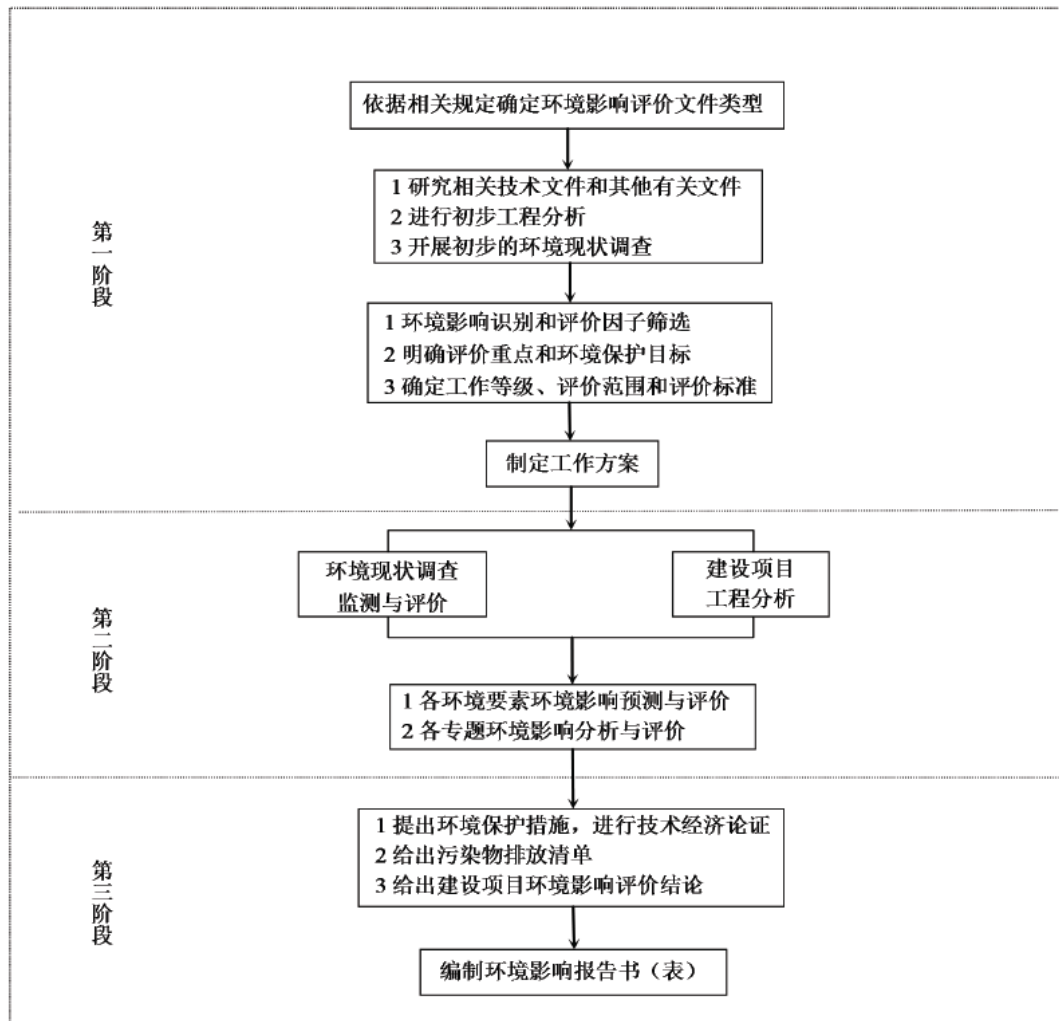 依据相关规定确定环境影响评价文件类型
1 研究相关技术文件和其他有关文件
2 进行初步工程分析
3 开展初步的环境现状调查
第一阶段
1 环境影响识别和评价因子筛选
2 明确评价重点和环境保护目标
3 确定工作等级、评价范围和评价标准
制定工作方案
环境现状调查
监测与评价
建设项目
工程分析
第二阶段
1 各环境要素环境影响预测与评价
2 各专题环境影响分析与评价
1 提出环境保护措施，进行技术经济论证
2 给出污染物排放清单
3 给出建设项目环境影响评价结论
第三阶段
编制环境影响报告书（表）